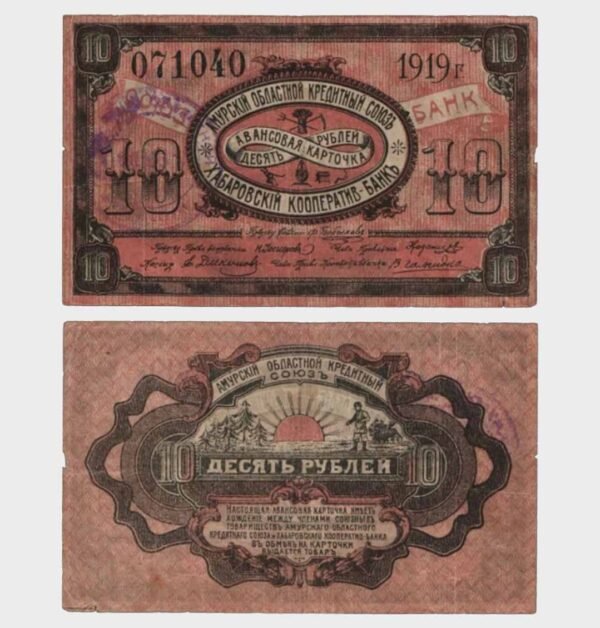 10
10
071040
1919 г
АМУРСКІЙ ОБЛАСТНОЙ КРЕДИТНЫЙ СОЮЗЪ
БАНК
АВАНСОВАЯ РУБЛЕЙ
ДЕСЯТЬ КАРТОЧКА
10
10
ХАБАРОВСКІЙ КООПЕРАТИВ-БАНКЪ
10
10
АМУРСКІЙ ОБЛАСТНОЙ КРЕДИТНЫЙ
СОЮЗЪ
10 ДЕСЯТЬ РУБЛЕЙ 10
НАСТОЯЩАЯ АВАНСОВАЯ КАРТОЧКА ИМѢЕТЪ
ХОЖДЕНІЕ МЕЖДУ ЧЛЕНАМИ СОЮЗНЫХЪ
ТОВАРИЩЕСТВЪ АМУРСКАГО ОБЛАСТНОГО
КРЕДИТНАГО СОЮЗА И ХАБАРОВСКАГО КООПЕРАТИВО-БАНКА
ВЪ ОБМѢНЪ НА КАРТОЧКИ
ВЫДАЕТСЯ ТОВАРЪ